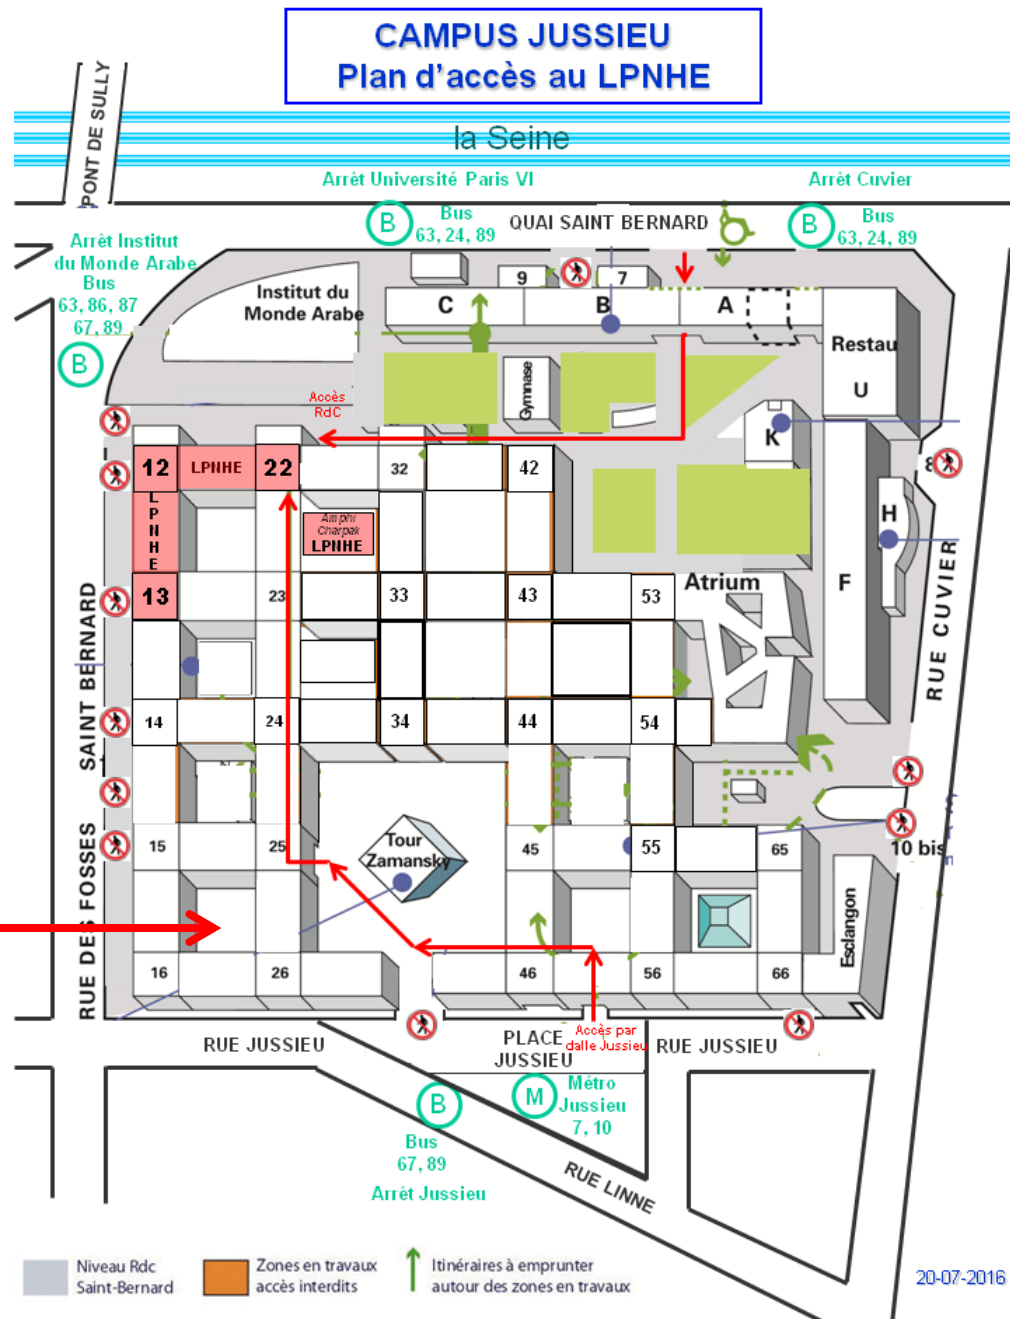 CAMPUS JUSSIEU
Plan d'accès au LPNHE
PONT DE SULLY
la Seine
Arrêt Université Paris VI
Arrêt Cuvier
B
Bus
63, 24, 89
QUAI SAINT BERNARD
B
Bus
63, 24, 89
Arrêt Institut
du Monde Arabe
Bus
63, 86, 87
67, 89
B
Institut du
Monde Arabe
9
7
C
B
A
Restau
U
Gymnase
K
Accès
RdC
12
LPNHE
22
32
42
8
H
LPNHE
Amphi
Charpak
LPNHE
13
23
33
43
53
Atrium
F
RUE CUVIER
SAINT BERNARD
14
24
34
44
54
15
25
Tour
Zamansky
45
55
65
10 bis
RUE DES FOSSES
Esclangon
16
26
46
56
66
RUE JUSSIEU
PLACE
JUSSIEU
Accès par
dalle Jussieu
RUE JUSSIEU
B
Bus
67, 89
Arrêt Jussieu
M
Métro
Jussieu
7, 10
RUE LINNE
Niveau Rdc
Saint-Bernard
Zones en travaux
accès interdits
Itinéraires à emprunter
autour des zones en travaux
20-07-2016